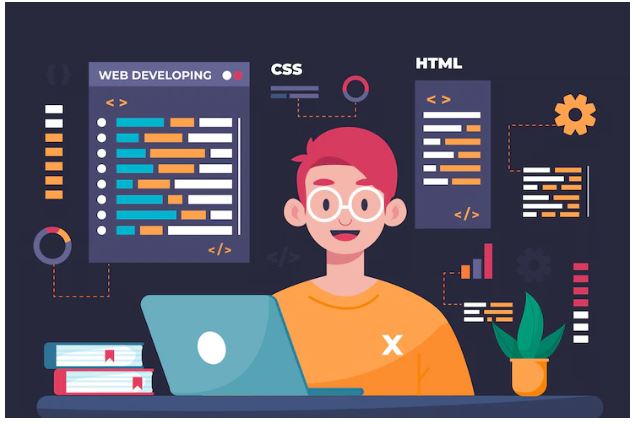 WEB DEVELOPING
< >
</>
CSS
</>
HTML
< >
</>
X